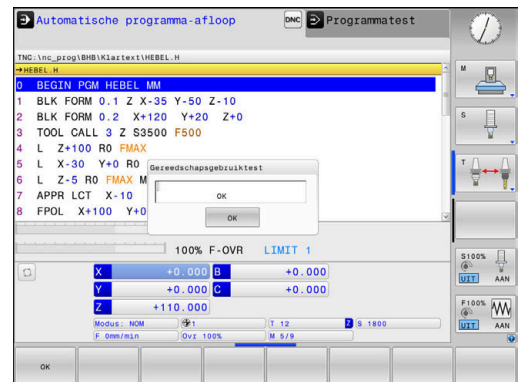 Automatische programma-afloop
DNC
Programmatest
TNC:\nc_prog\BHB\Klartext\HEBEL.H
→HEBEL.H
0 BEGIN PGM HEBEL MM
1 BLK FORM 0.1 Z X-35 Y-50 Z-10
2 BLK FORM 0.2 X+120 Y+20 Z+0
3 TOOL CALL 3 Z S3500 F500
4 L Z+100 R0 FMAX
5 L X-30 Y+0 R0
6 L Z-5 R0 FMAX M
7 APPR LCT X-10
8 FPOL X+100 Y+0
Gereedschapsgebruiktest
OK
OK
100% F-OVR LIMIT 1
X +0.000 B +0.000
Y +0.000 C +0.000
Z +110.000
Modus: NOM 1 T 12 Z S 1800
F 0mm/min Ovr 100% M 5/9
M
S
T
S100%
UIT AAN
F100%
UIT AAN
OK